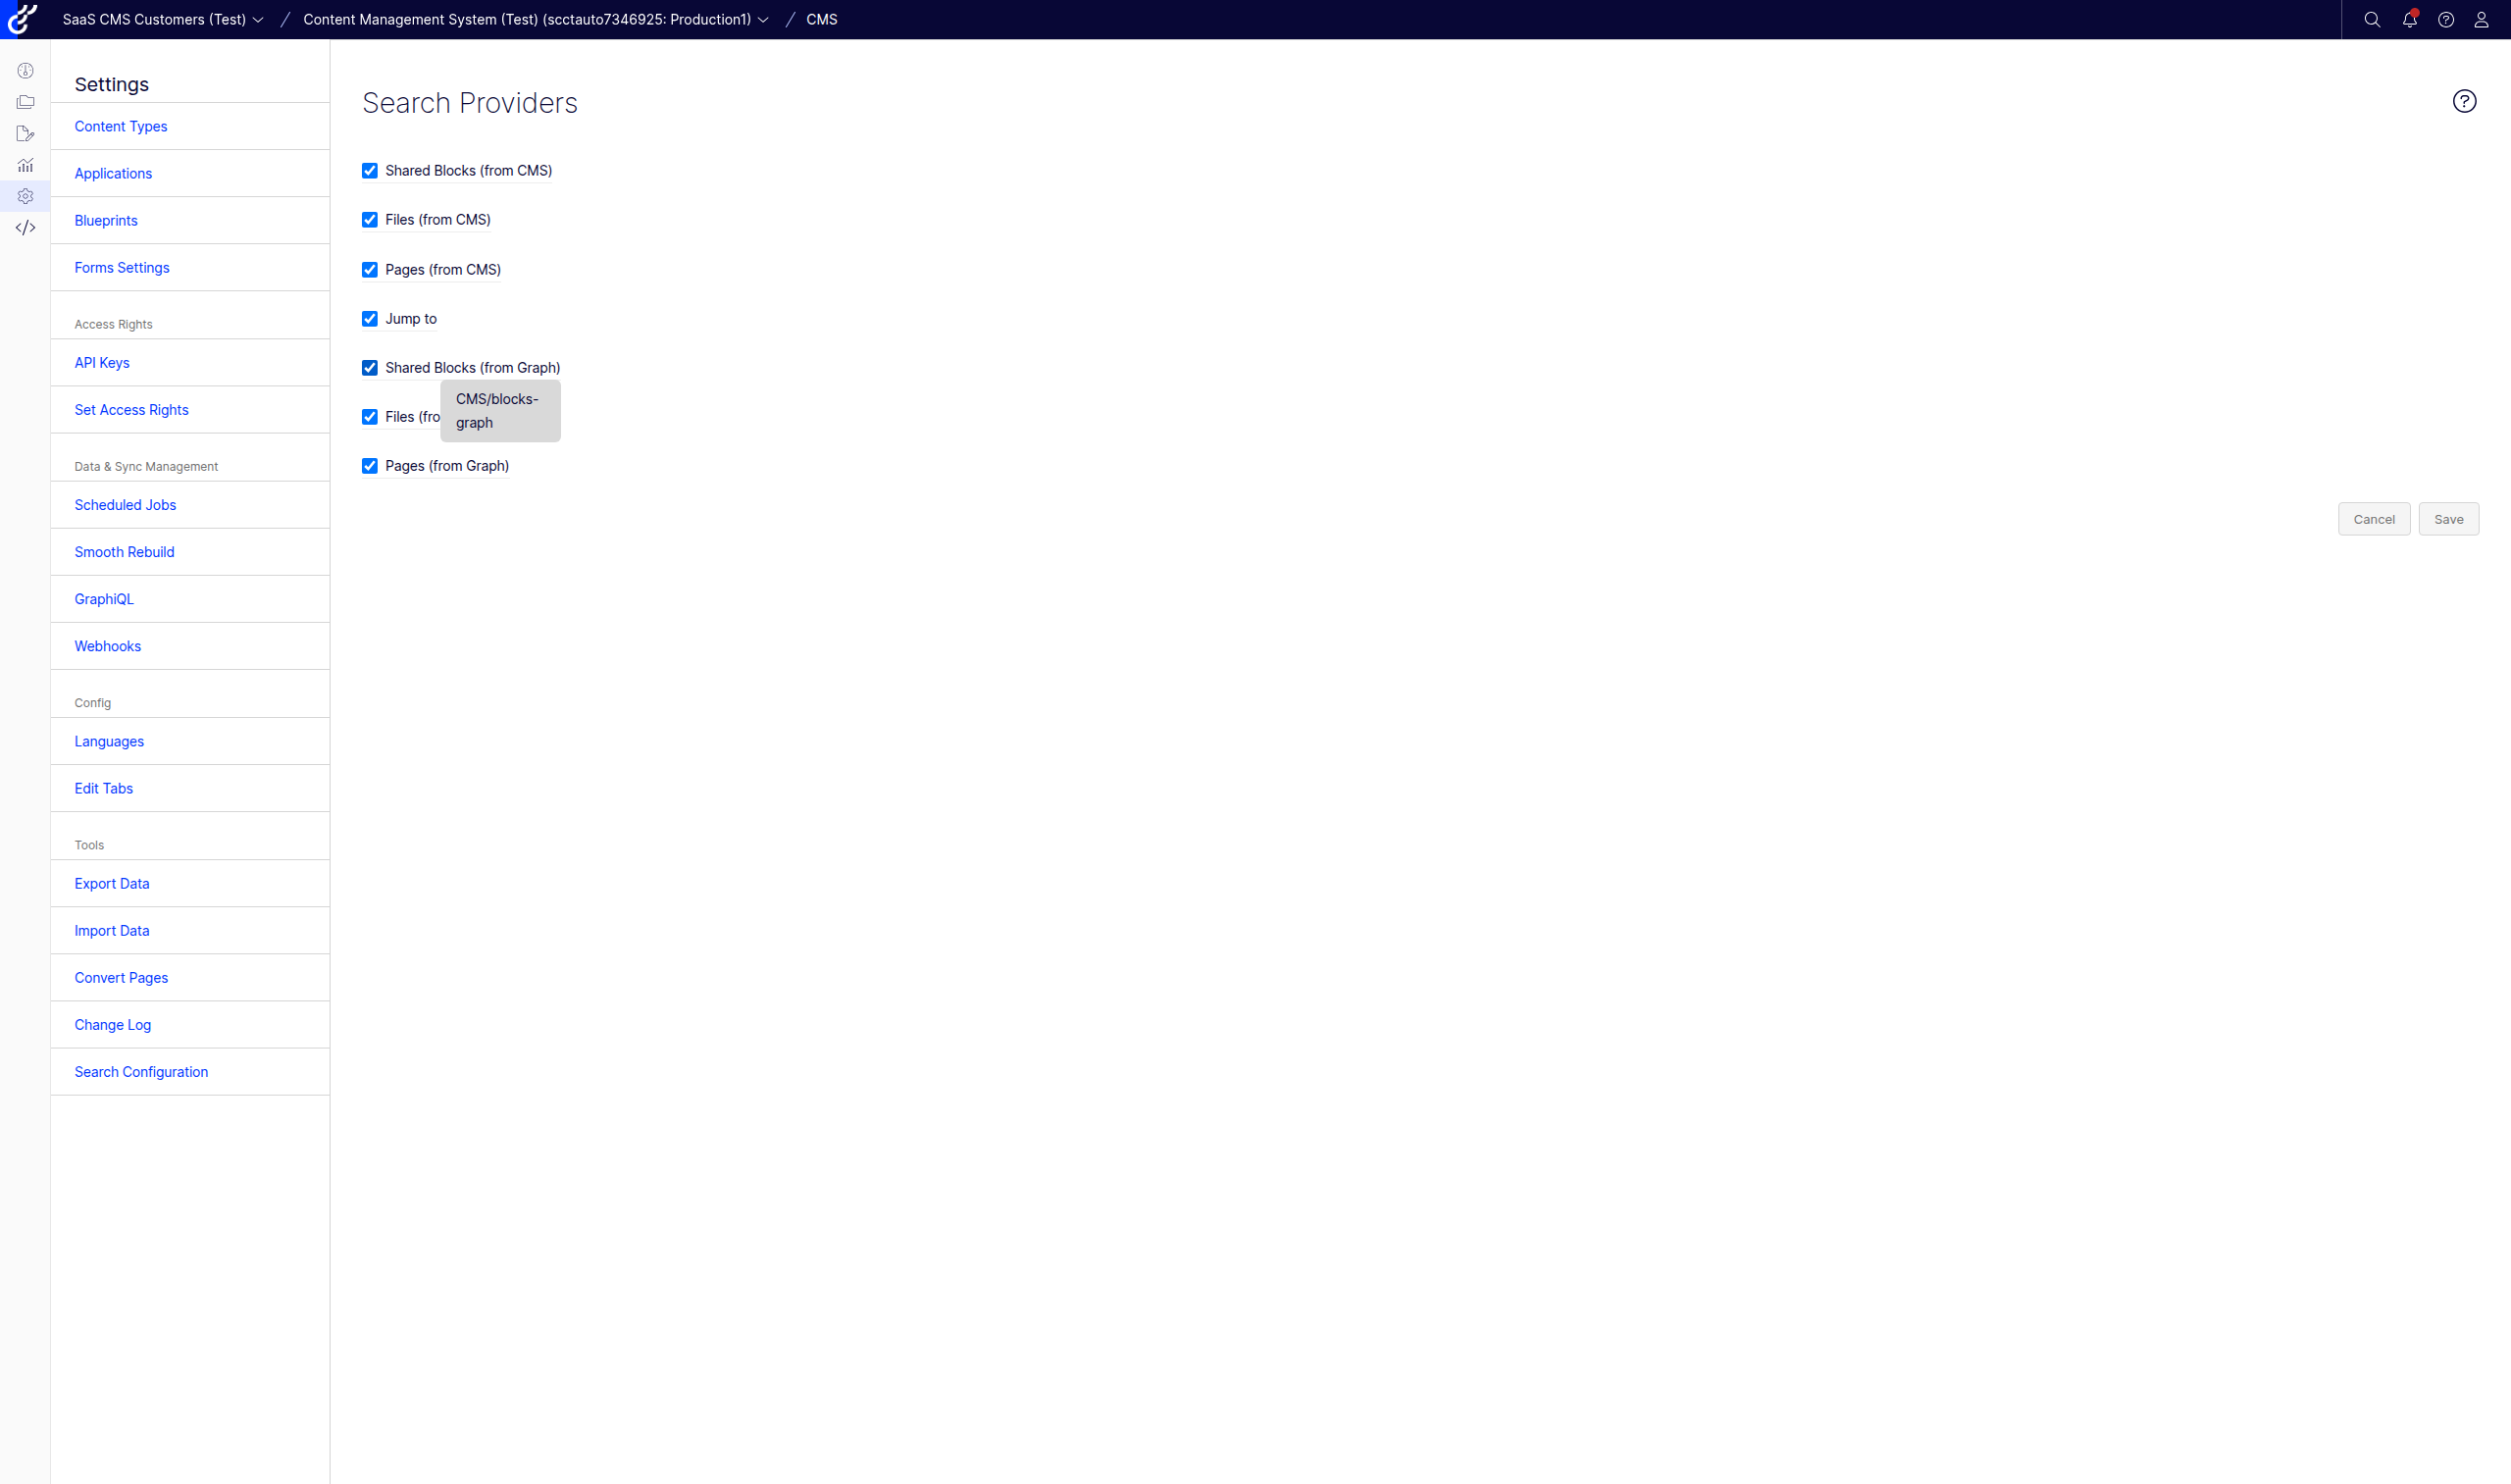 SaaS CMS Customers (Test) / Content Management System (Test) (scctauto7346925: Production1) / CMS
Settings
Content Types
Applications
Blueprints
Forms Settings
Access Rights
API Keys
Set Access Rights
Data & Sync Management
Scheduled Jobs
Smooth Rebuild
GraphiQL
Webhooks
Config
Languages
Edit Tabs
Tools
Export Data
Import Data
Convert Pages
Change Log
Search Configuration
Search Providers
Shared Blocks (from CMS)
Files (from CMS)
Pages (from CMS)
Jump to
Shared Blocks (from Graph)
CMS/blocks-
graph
Files (fro
Pages (from Graph)
Cancel
Save